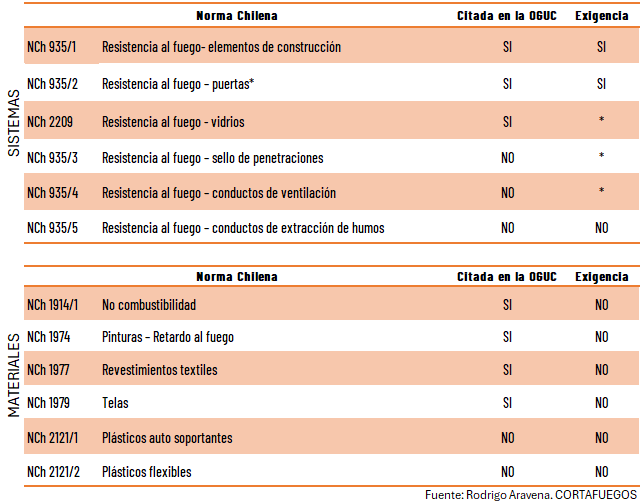 Norma Chilena Citada en la OGUC Exigencia
NCh 935/1 Resistencia al fuego- elementos de construcción SI SI
NCh 935/2 Resistencia al fuego – puertas* SI SI
NCh 2209 Resistencia al fuego – vidrios SI *
NCh 935/3 Resistencia al fuego – sello de penetraciones NO *
NCh 935/4 Resistencia al fuego – conductos de ventilación NO *
NCh 935/5 Resistencia al fuego – conductos de extracción de humos NO NO
SISTEMAS
Norma Chilena Citada en la OGUC Exigencia
NCh 1914/1 No combustibilidad SI NO
NCh 1974 Pinturas – Retardo al fuego SI NO
NCh 1977 Revestimientos textiles SI NO
NCh 1979 Telas SI NO
NCh 2121/1 Plásticos auto soportantes NO NO
NCh 2121/2 Plásticos flexibles NO NO
MATERIALES
Fuente: Rodrigo Aravena. CORTAFUEGOS